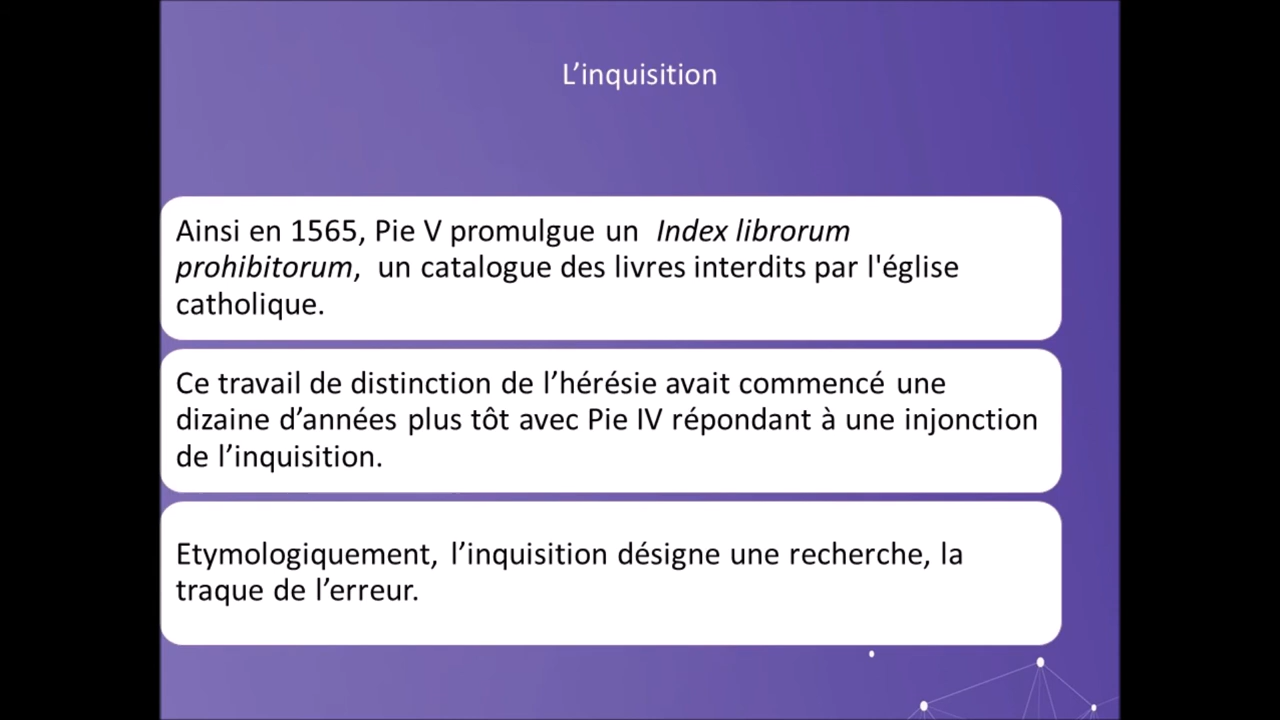 L’inquisition
Ainsi en 1565, Pie V promulgue un Index librorum
prohibitorum, un catalogue des livres interdits par l'église
catholique.
Ce travail de distinction de l’hérésie avait commencé une
dizaine d’années plus tôt avec Pie IV répondant à une injonction
de l’inquisition.
Etymologiquement, l’inquisition désigne une recherche, la
traque de l’erreur.